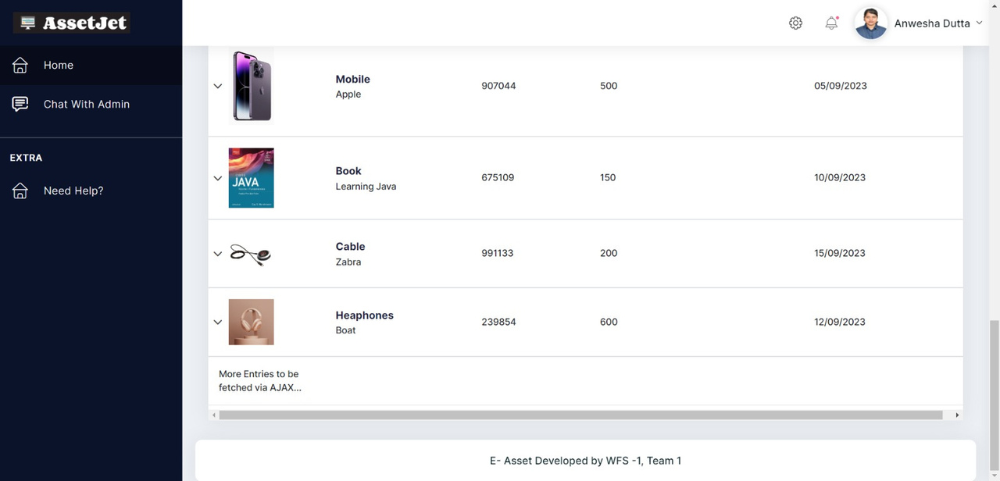 AssetJet
Anwesha Dutta
Home
Chat With Admin
EXTRA
Need Help?
Mobile
Apple
907044
500
05/09/2023
JAVA
Book
Learning Java
675109
150
10/09/2023
Cable
Zabra
991133
200
15/09/2023
Heaphones
Boat
239854
600
12/09/2023
More Entries to be
fetched via AJAX...
E- Asset Developed by WFS -1, Team 1